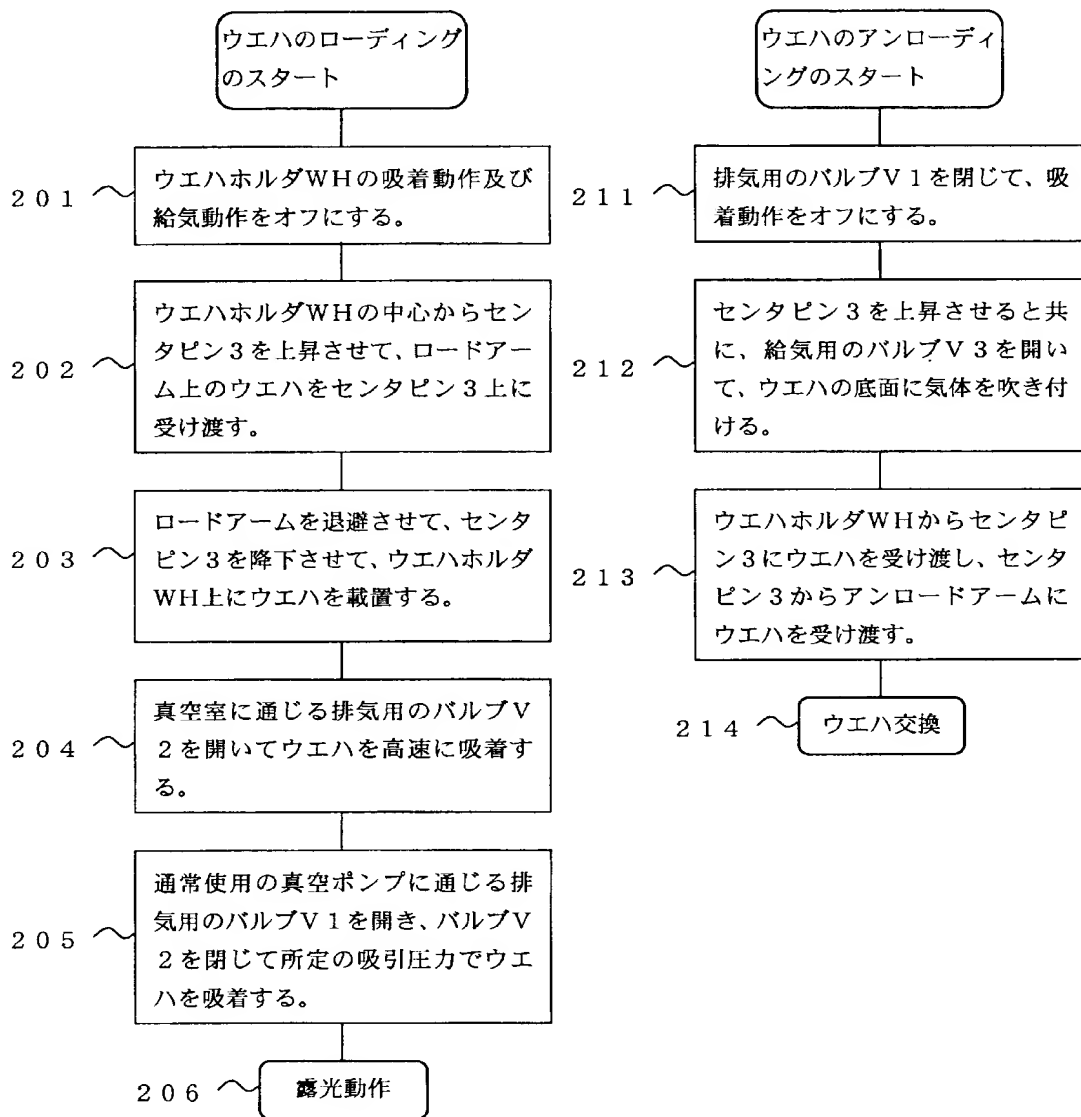 ウエハのローディング
のスタート
201
ウエハホルダWHの吸着動作及び
給気動作をオフにする。
202
ウエハホルダWHの中心からセン
タピン3を上昇させて、ロードア
ーム上のウエハをセンタピン3上に
受け渡す。
203
ロードアームを退避させて、センタ
ピン3を降下させて、ウエハホルダ
WH上にウエハを載置する。
204
真空室に通じる排気用のバルブV
2を開いてウエハを高速に吸着す
る。
205
通常使用の真空ポンプに通じる排
気用のバルブV1を開き、バルブV
2を閉じて所定の吸引圧力でウエ
ハを吸着する。
206
露光動作
ウエハのアンローディ
ングのスタート
211
排気用のバルブV1を閉じて、吸
着動作をオフにする。
212
センタピン3を上昇させると共
に、給気用のバルブV3を開い
て、ウエハの底面に気体を吹き付
ける。
213
ウエハホルダWHからセンタピ
ン3にウエハを受け渡し、センタ
ピン3からアンロードアームに
ウエハを受け渡す。
214
ウエハ交換